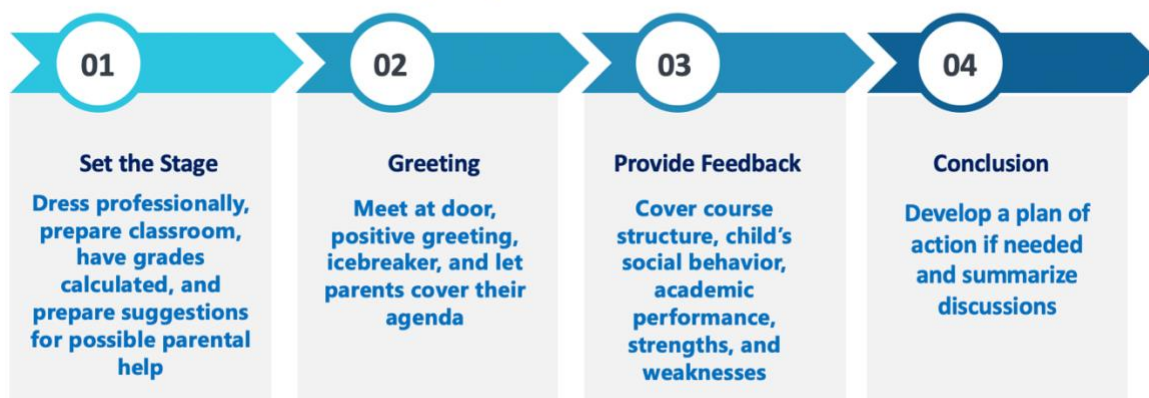 01
Set the Stage
Dress professionally,
prepare classroom,
have grades
calculated, and
prepare suggestions
for possible parental
help
02
Greeting
Meet at door,
positive greeting,
icebreaker, and let
parents cover their
agenda
03
Provide Feedback
Cover course
structure, child’s
social behavior,
academic
performance,
strengths, and
weaknesses
04
Conclusion
Develop a plan of
action if needed
and summarize
discussions